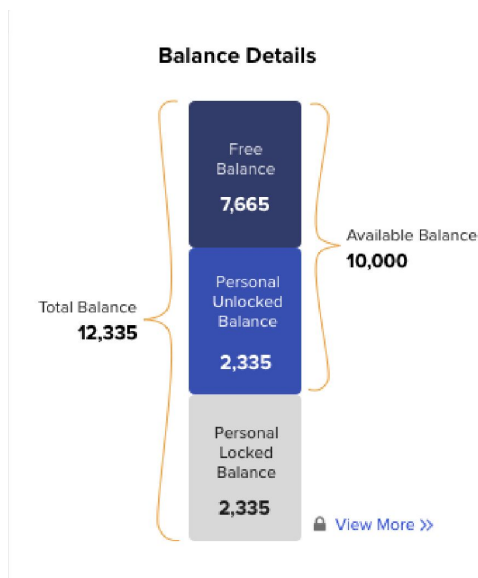 Balance Details
Free
Balance
7,665
Available Balance
10,000
Personal
Unlocked
Balance
2,335
Total Balance
12,335
Personal
Locked
Balance
2,335
View More >>